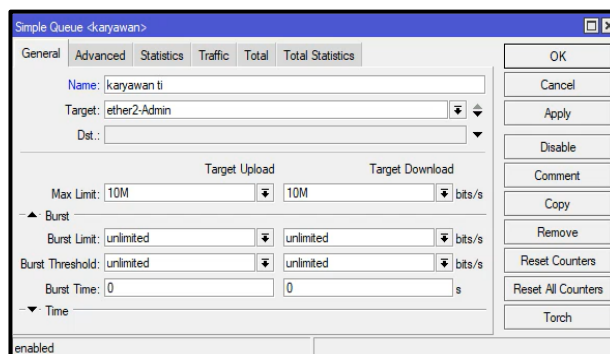 Simple Queue <karyawan>
General Advanced Statistics Traffic Total Total Statistics
Name: karyawan ti
Target: ether2-Admin
Dst.:
Target Upload Target Download
Max Limit: 10M 10M bits/s
Burst
Burst Limit: unlimited unlimited bits/s
Burst Threshold: unlimited unlimited bits/s
Burst Time: 0 0 s
Time
enabled
OK
Cancel
Apply
Disable
Comment
Copy
Remove
Reset Counters
Reset All Counters
Torch